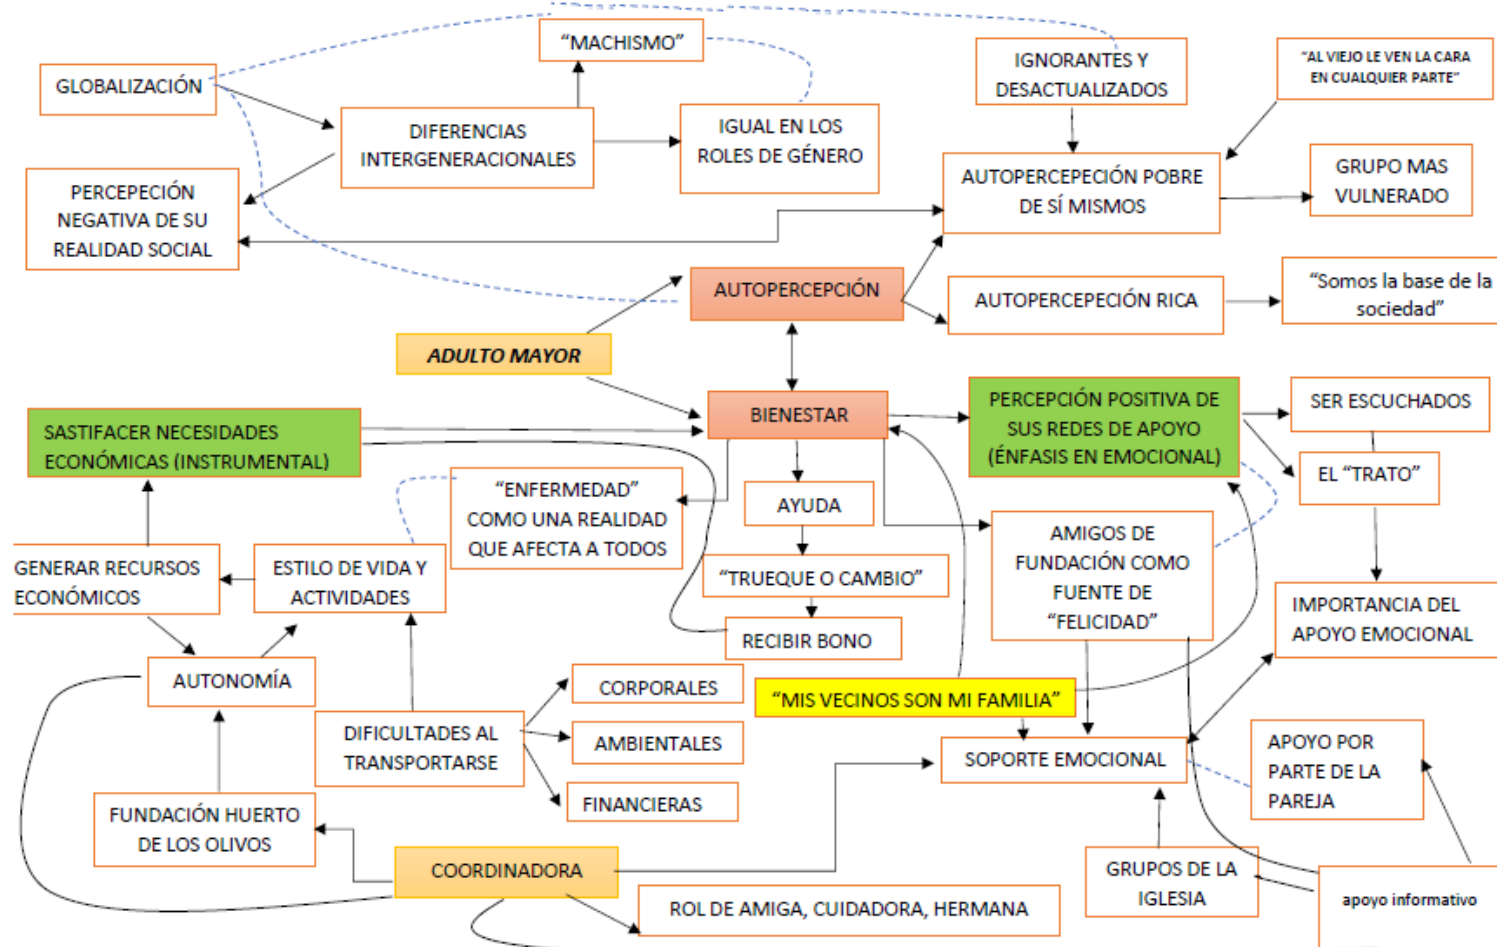 "MACHISMO"
GLOBALIZACIÓN
IGNORANTES Y
DESACTUALIZADOS
"AL VIEJO LE VEN LA CARA
EN CUALQUIER PARTE"
DIFERENCIAS
INTERGENERACIONALES
IGUAL EN LOS
ROLES DE GÉNERO
PERCEPECIÓN
NEGATIVA DE SU
REALIDAD SOCIAL
AUTOPERCEPECIÓN POBRE
DE SÍ MISMOS
GRUPO MAS
VULNERADO
AUTOPERCEPCIÓN
AUTOPERCEPECIÓN RICA
"Somos la base de la
sociedad"
ADULTO MAYOR
BIENESTAR
PERCEPCIÓN POSITIVA DE
SUS REDES DE APOYO
(ÉNFASIS EN EMOCIONAL)
SER ESCUCHADOS
SASTIFACER NECESIDADES
ECONÓMICAS (INSTRUMENTAL)
EL "TRATO"
"ENFERMEDAD"
COMO UNA REALIDAD
QUE AFECTA A TODOS
AYUDA
AMIGOS DE
FUNDACIÓN COMO
FUENTE DE
"FELICIDAD"
GENERAR RECURSOS
ECONÓMICOS
ESTILO DE VIDA Y
ACTIVIDADES
"TRUEQUE O CAMBIO"
IMPORTANCIA DEL
APOYO EMOCIONAL
RECIBIR BONO
AUTONOMÍA
CORPORALES
"MIS VECINOS SON MI FAMILIA"
DIFICULTADES AL
TRANSPORTARSE
AMBIENTALES
SOPORTE EMOCIONAL
APOYO POR
PARTE DE LA
PAREJA
FINANCIERAS
FUNDACIÓN HUERTO
DE LOS OLIVOS
COORDINADORA
GRUPOS DE LA
IGLESIA
ROL DE AMIGA, CUIDADORA, HERMANA
apoyo informativo